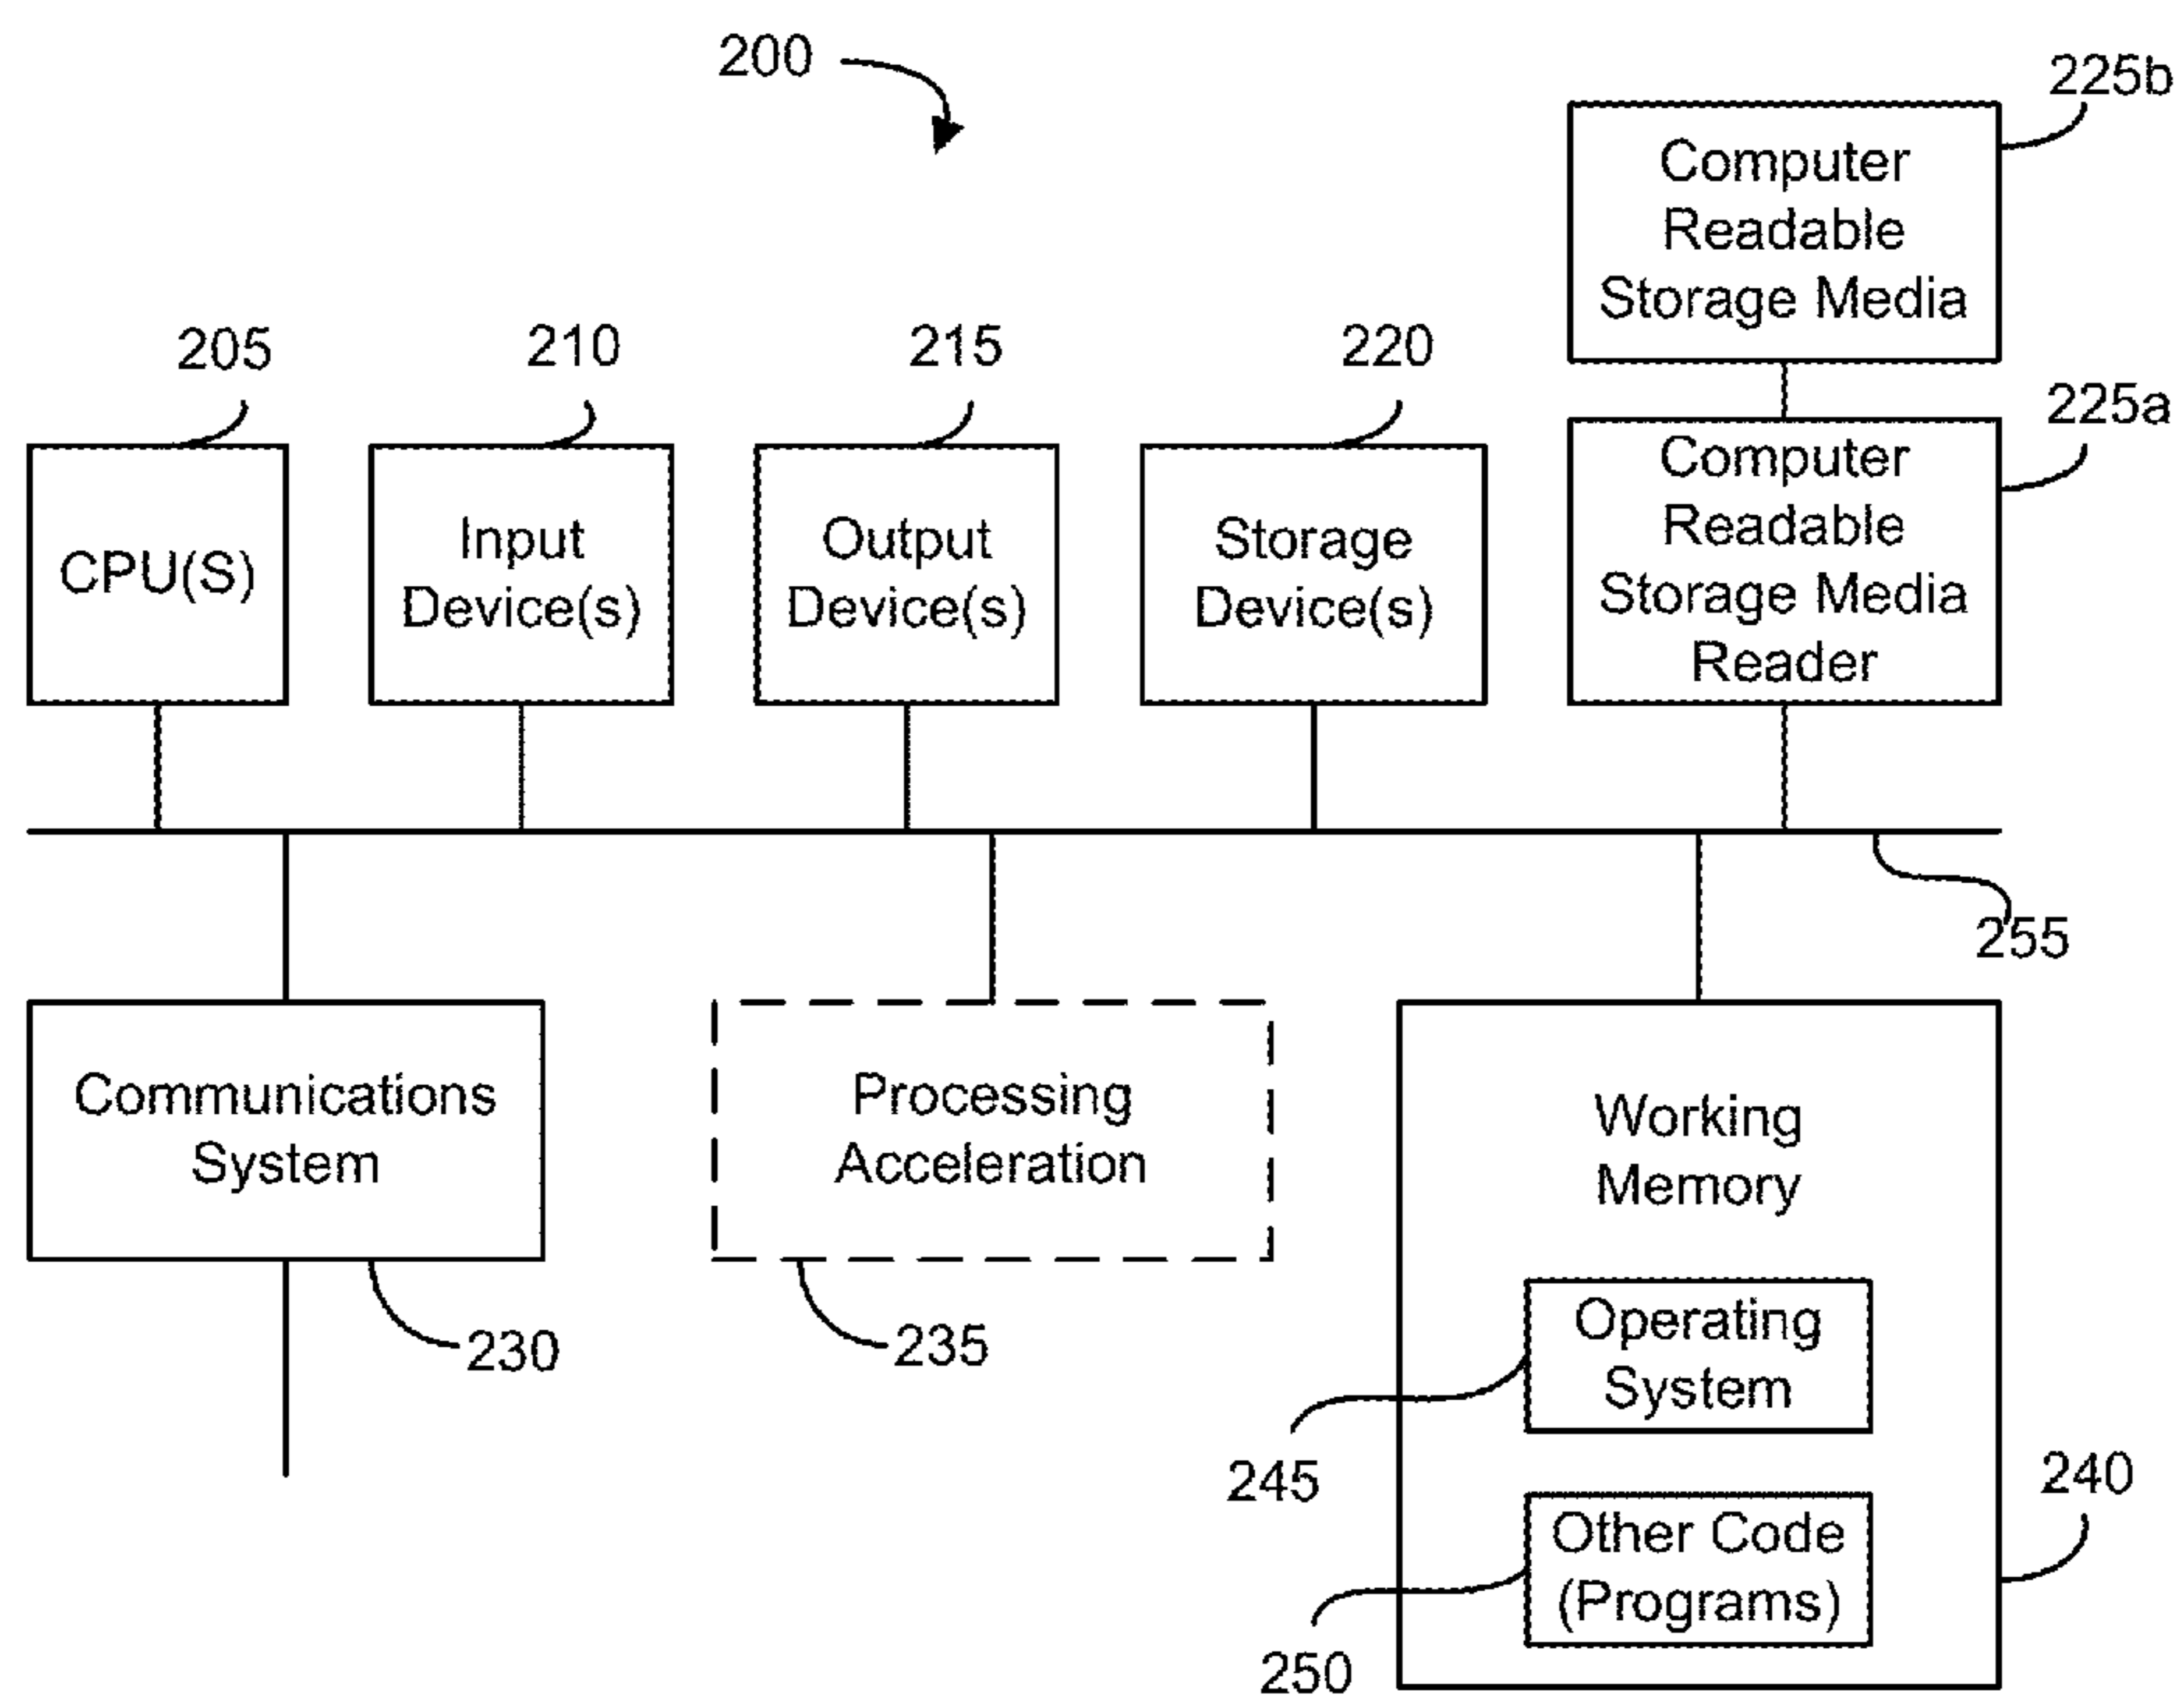 200
225b
Computer
Readable
Storage Media
205
210
215
220
225a
CPU(S)
Input
Device(s)
Output
Device(s)
Storage
Device(s)
Computer
Readable
Storage Media
Reader
255
Communications
System
230
Processing
Acceleration
235
Working
Memory
Operating
System
245
240
Other Code
(Programs)
250